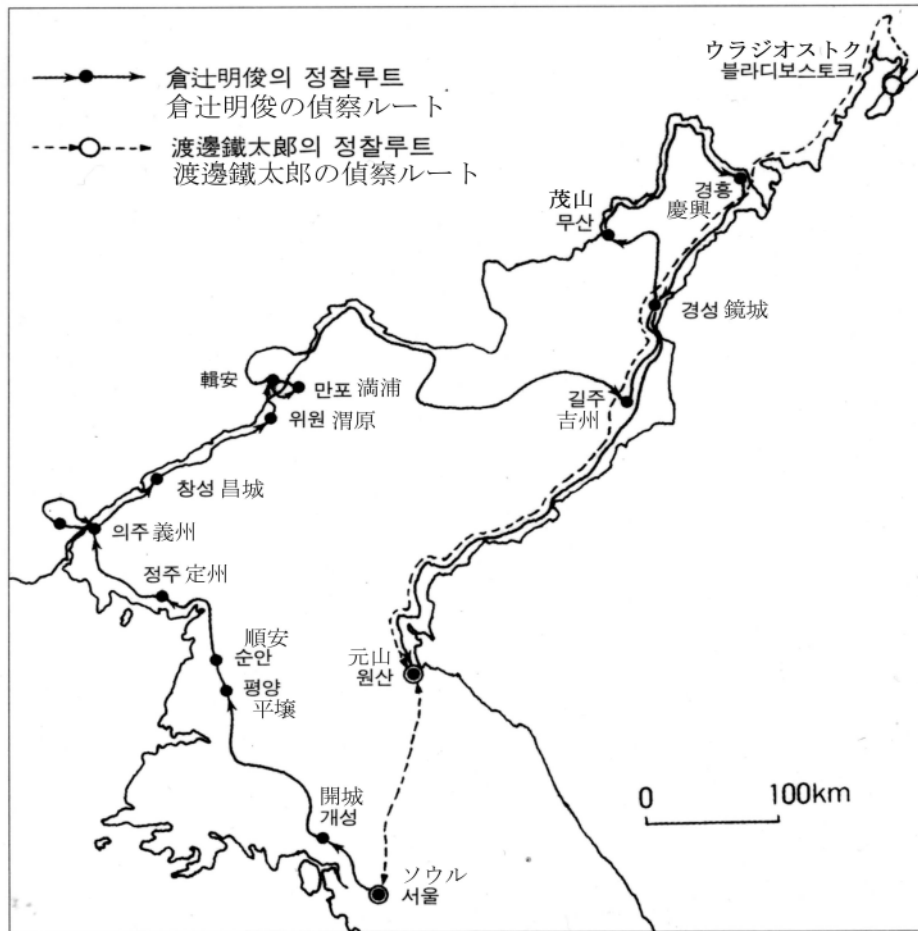 倉辻明俊의 정찰루트
倉辻明俊の偵察ルート
渡邊鐵太郎의 정찰루트
渡邊鐵太郎の偵察ルート
ウラジオストク
블라디보스토크
茂山
무산
경흥
慶興
경성 鏡城
輯安
만포 満浦
길주
吉州
위원 渭原
창성 昌城
의주 義州
정주 定州
順安
순안
元山
원산
평양
平壌
開城
개성
0 100km
ソウル
서울